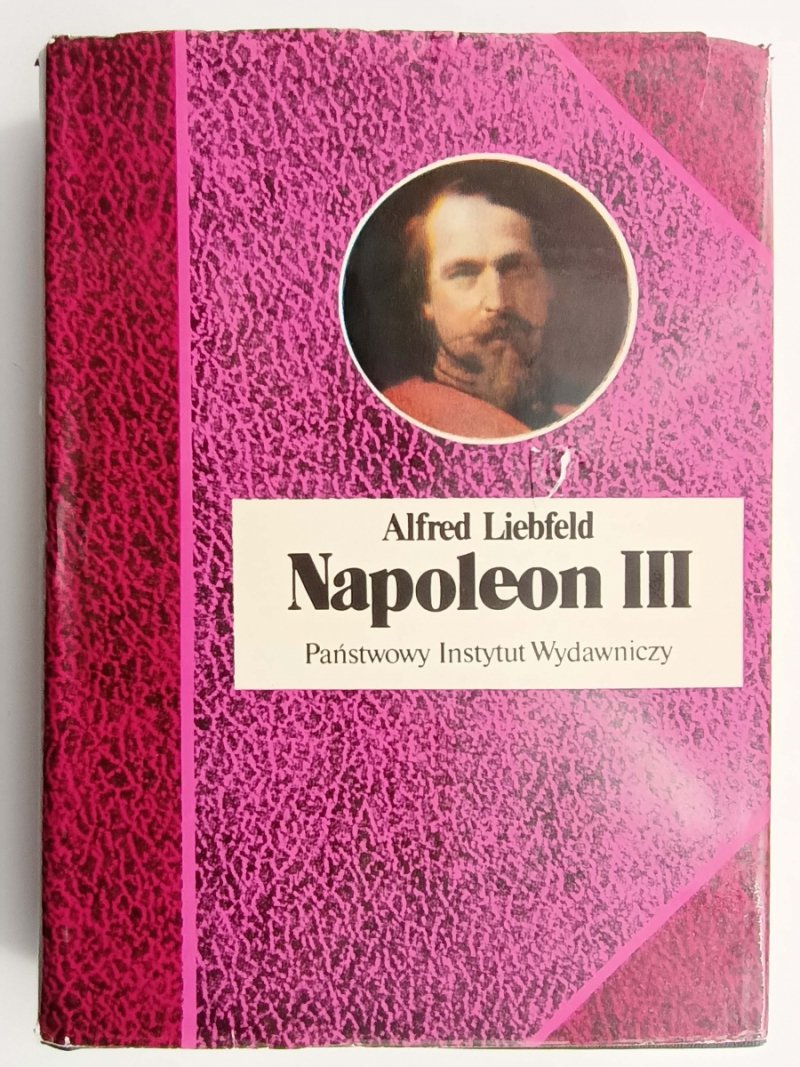 Alfred Liebfeld
Napoleon III
Państwowy Instytut Wydawniczy